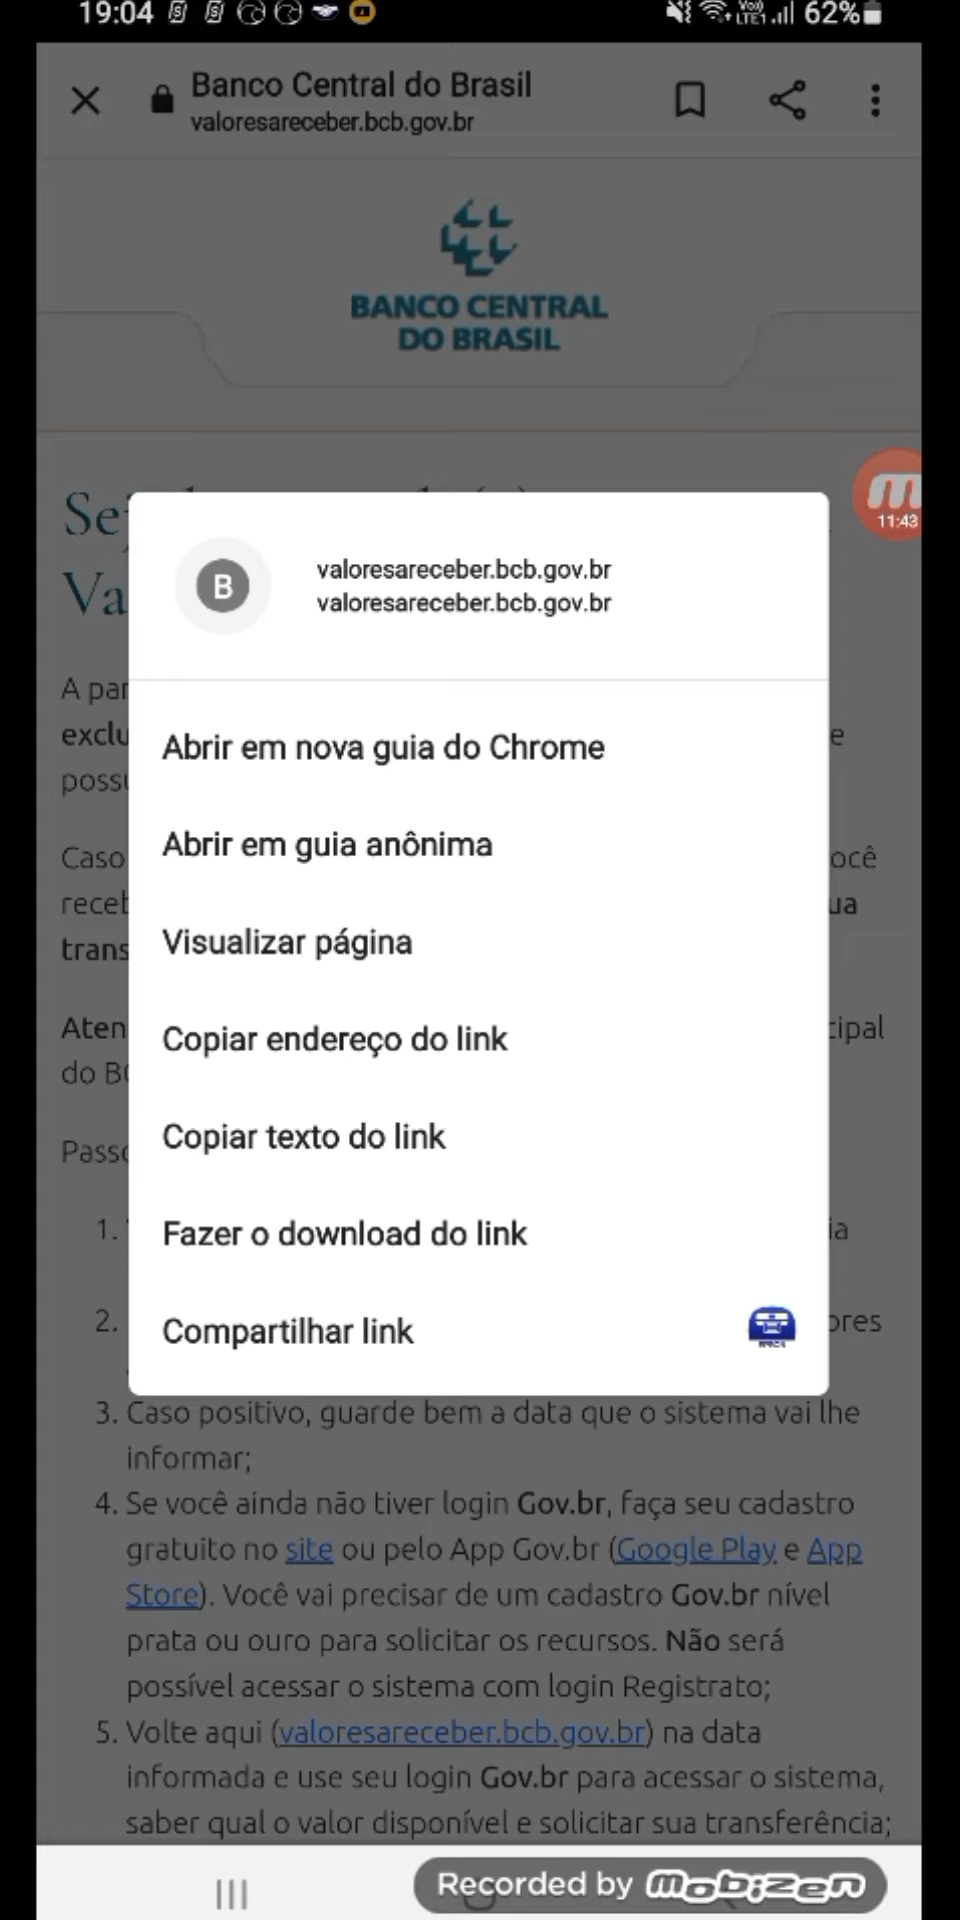 19:04
62%
Banco Central do Brasil
valoresareceber.bcb.gov.br
BANCO CENTRAL
DO BRASIL
11:43
valoresareceber.bcb.gov.br
valoresareceber.bcb.gov.br
A
e
Caso
ocê
Aten
do
Abrir em nova guia do Chrome
Abrir em guia anônima
Visualizar página
Copiar endereço do link
Copiar texto do link
1.
Fazer o download do link
2.
Compartilhar link
3. Caso positivo, guarde bem a data que o sistema vai lhe
informar;
4. Se você ainda não tiver login Gov.br, faça seu cadastro
gratuito no site ou pelo App Gov.br (Google Play e App
Store). Você vai precisar de um cadastro Gov.br nível
prata ou ouro para solicitar os recursos. Não será
possível acessar o sistema com login Registrato;
5. Volte aqui (valoresareceber.bcb.gov.br) na data
informada e use seu login Gov.br para acessar o sistema,
saber qual o valor disponível e solicitar sua transferência;
Recorded by mobizen